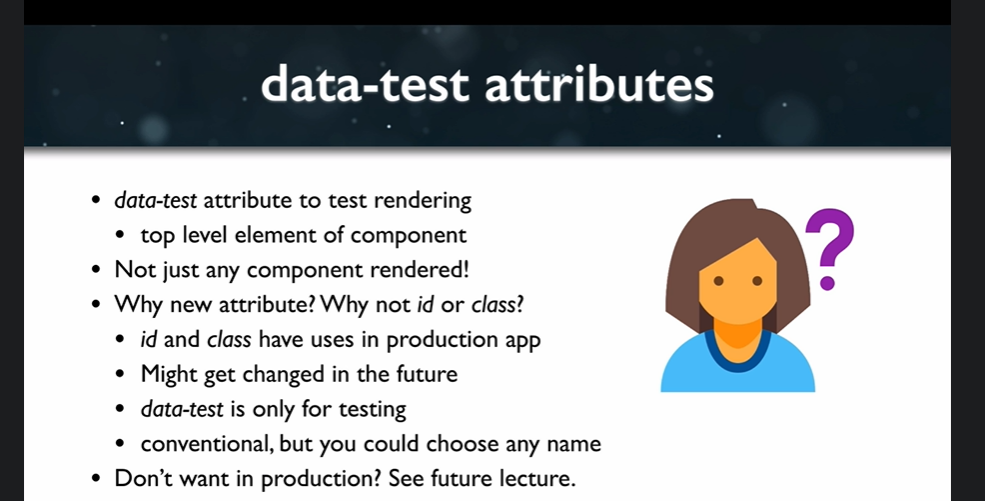 data-test attributes
• data-test attribute to test rendering
• top level element of component
• Not just any component rendered!
• Why new attribute? Why not id or class?
• id and class have uses in production app
• Might get changed in the future
• data-test is only for testing
• conventional, but you could choose any name
• Don't want in production? See future lecture.
?